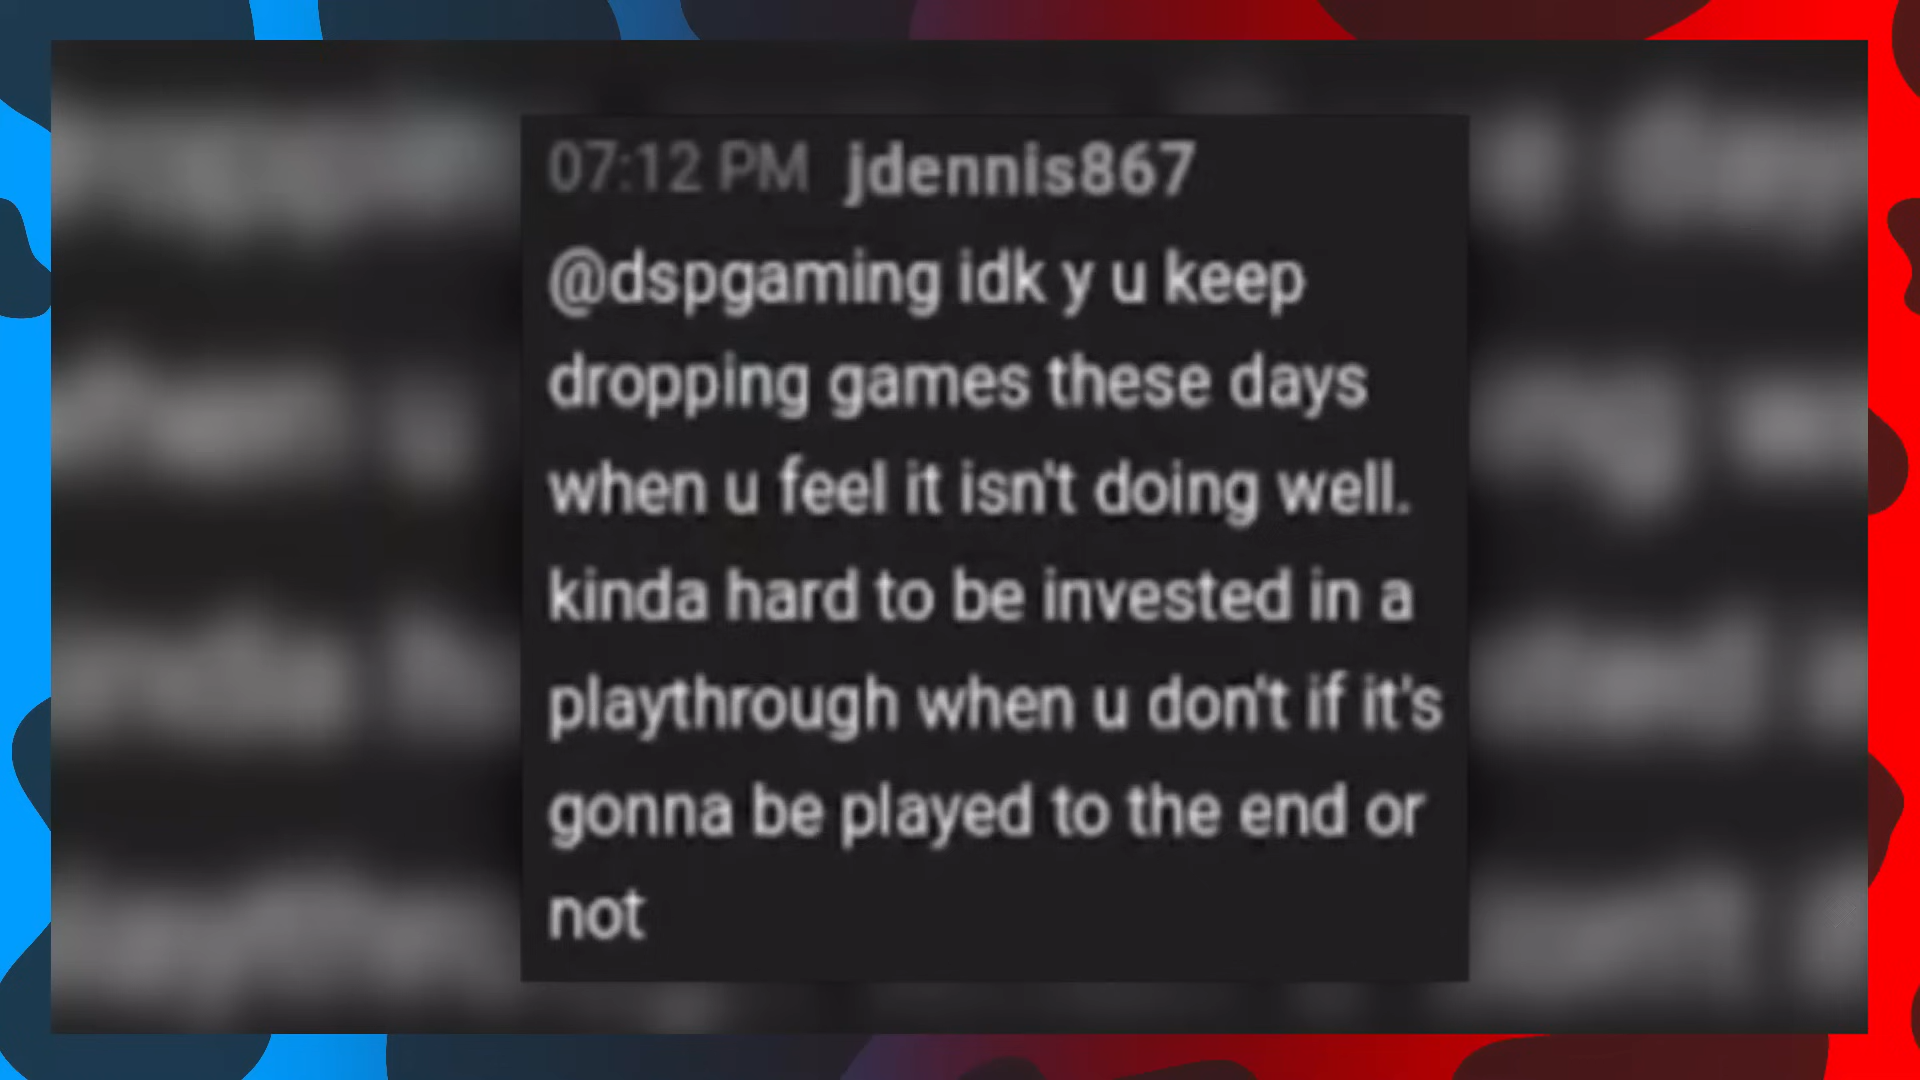 07:12 PM jdennis867
@dspgaming idk y u keep
dropping games these days
when u feel it isn't doing well.
kinda hard to be invested in a
playthrough when u don't if it's
gonna be played to the end or
not